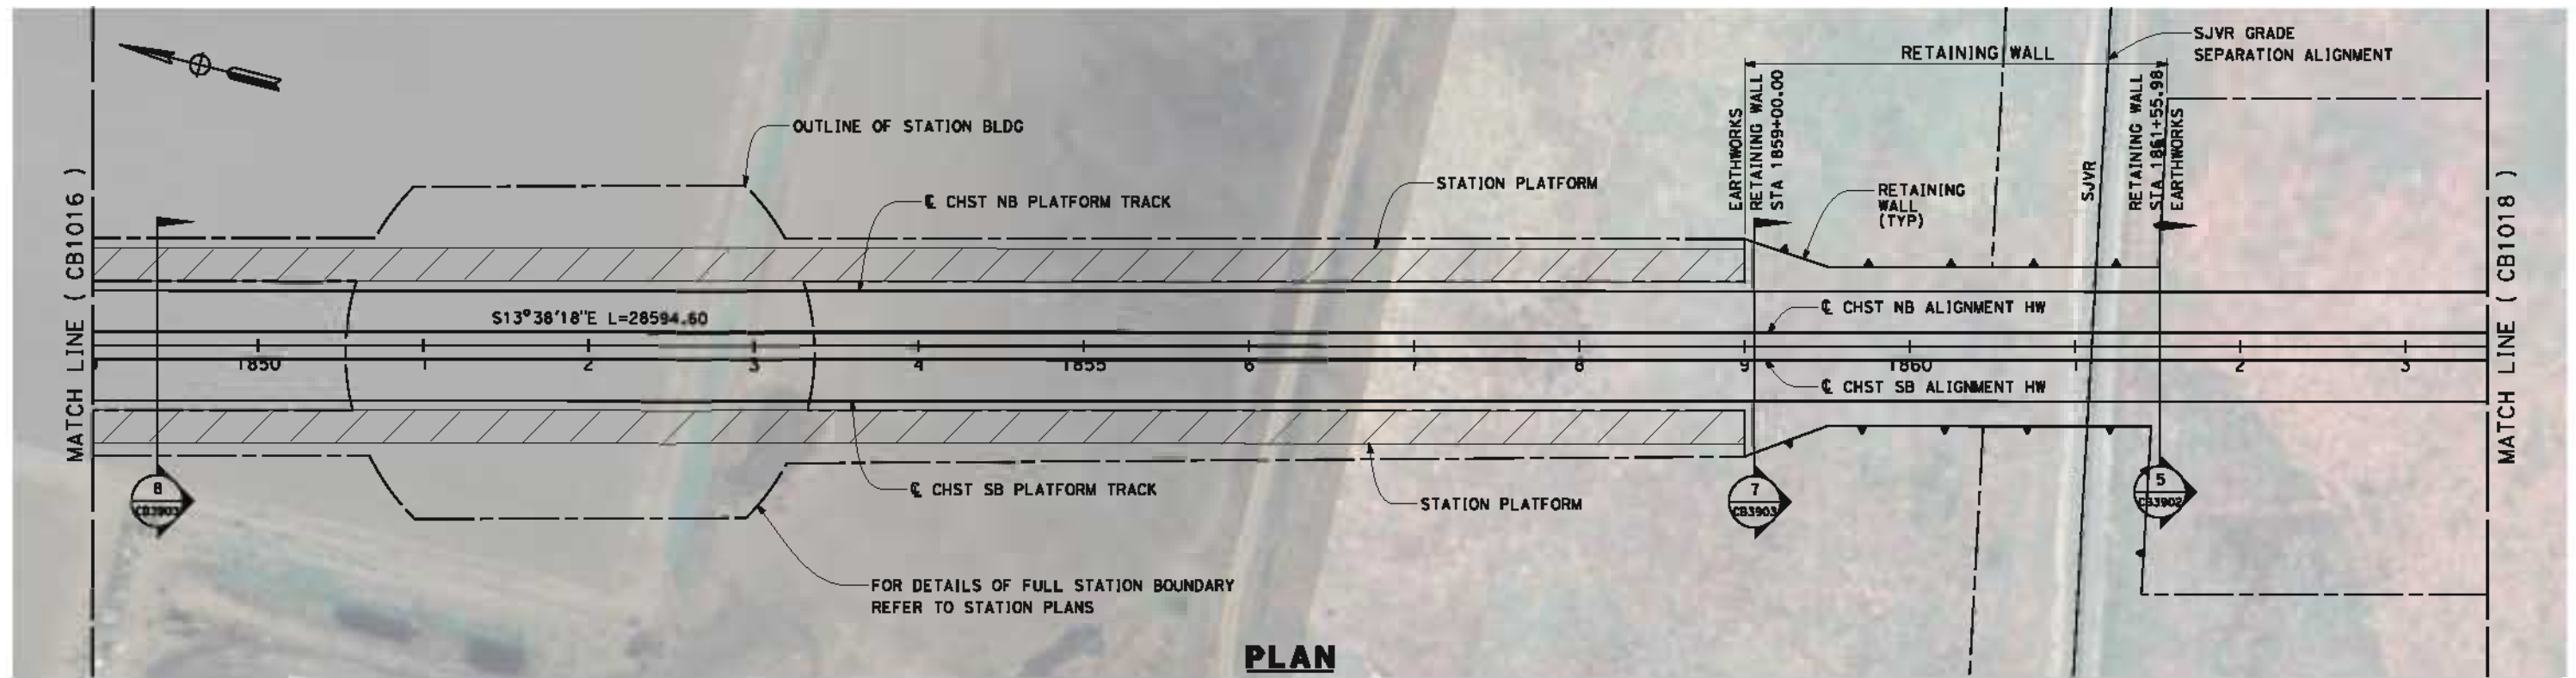 SJVR GRADE
SEPARATION ALIGNMENT
RETAINING WALL
OUTLINE OF STATION BLDG
EARTHWORKS
RETAINING WALL
STA 1859+00.00
RETAINING WALL
STA 1861+55.98
EARTHWORKS
STATION PLATFORM
RETAINING
WALL
(TYP)
SJVR
℄ CHST NB PLATFORM TRACK
MATCH LINE ( CB1016 )
MATCH LINE ( CB1018 )
S13°38'18"E L=28594.60
℄ CHST NB ALIGNMENT HW
1850 1 2 3 4 1855 6 7 8 9 1860 1 2 3
℄ CHST SB ALIGNMENT HW
℄ CHST SB PLATFORM TRACK
STATION PLATFORM
8
CB3903
7
CB3903
5
CB3902
FOR DETAILS OF FULL STATION BOUNDARY
REFER TO STATION PLANS
PLAN